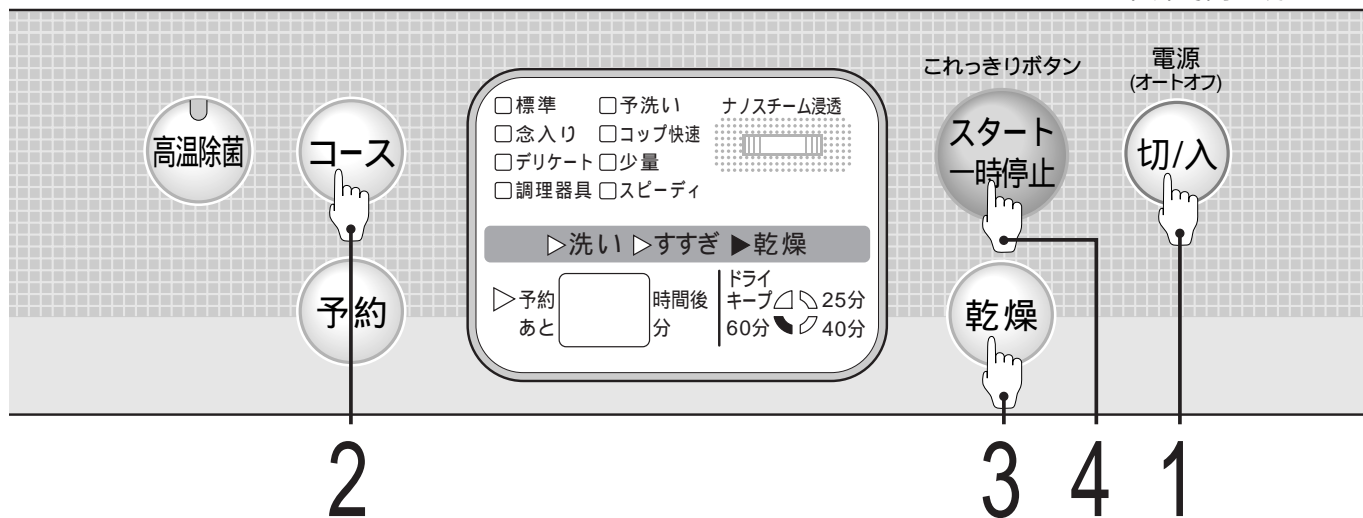 高温除菌
コース
予約
□標準 □予洗い
□念入り □コップ快速
□デリケート □少量
□調理器具 □スピーディ
ナノスチーム浸透
▷洗い ▷すすぎ ▶乾燥
▷予約 時間後
あと 分
ドライ
キープ 25分
60分 40分
これっきりボタン
スタート
一時停止
乾燥
電源
(オートオフ)
切/入
2
3
4
1